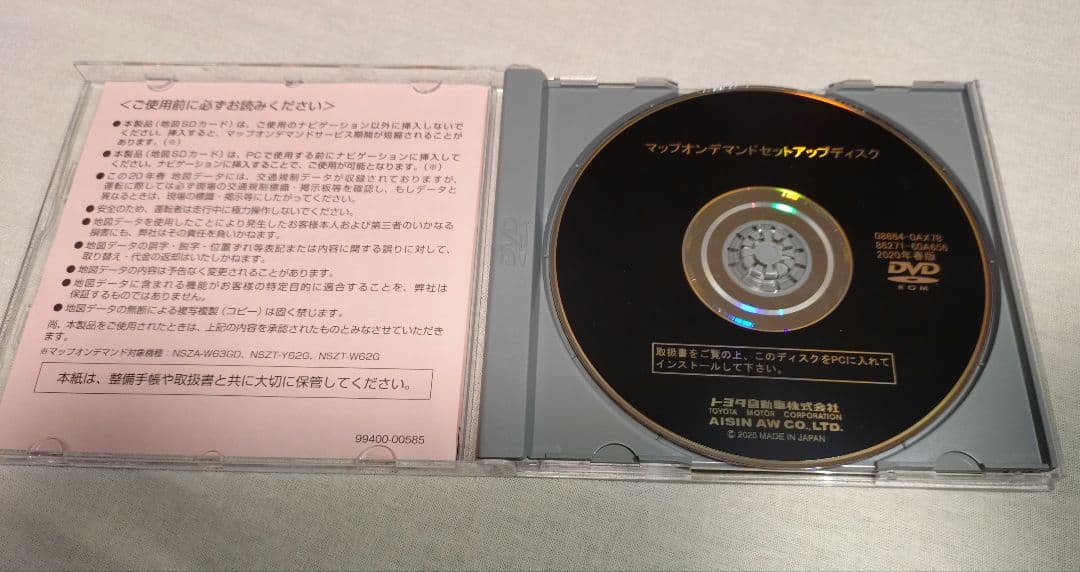 <ご使用前に必ずお読みください>
●本製品(地図SDカード)は、ご使用のナビゲーション以外に挿入しないで
ください。挿入すると、マップオンデマンドサービス期間が短縮されることが
あります。(※)
●本製品(地図SDカード)は、PCで使用する前にナビゲーションに挿入して
ください。ナビゲーションに挿入することで、ご使用が可能となります。(※)
●この20年春 地図データには、交通規制データが収録されておりますが、
運転に際しては必ず現場の交通規制標識・掲示板等を確認し、もしデータと
異なるときは、現場の標識・掲示等にしたがってください。
●安全のため、運転者は走行中に極力操作しないでください。
●地図データを使用したことにより発生したお客様本人および第三者のいかなる
損害にも、弊社はその責任を負いかねます。
●地図データの誤字・脱字・位置ずれ等表記または内容に関する誤りに対して、
取り替え・代金の返却はいたしかねます。
●地図データの内容は予告なく変更されることがあります。
●地図データに含まれる機能がお客様の特定目的に適合することを、弊社は
保証するものではありません。
●地図データの無断による複写複製(コピー)は固く禁じます。
尚、本製品をご使用されたときは、上記の内容を承認されたものとみなさせていただき
ます。
※マップオンデマンド対象機種:NSZA-W63GD、NSZT-Y62G、NSZT-W62G
本紙は、整備手帳や取扱書と共に大切に保管してください。
99400-00585
DVD
マップオンデマンドセットアップディスク
08664-0AX78
86271-60A656
2020年春版
DVD
ROM
取扱書をご覧の上、このディスクをPCに入れて
インストールして下さい。
トヨタ自動車株式会社
TOYOTA MOTOR CORPORATION
AISIN AW CO.,LTD.
© 2020 MADE IN JAPAN